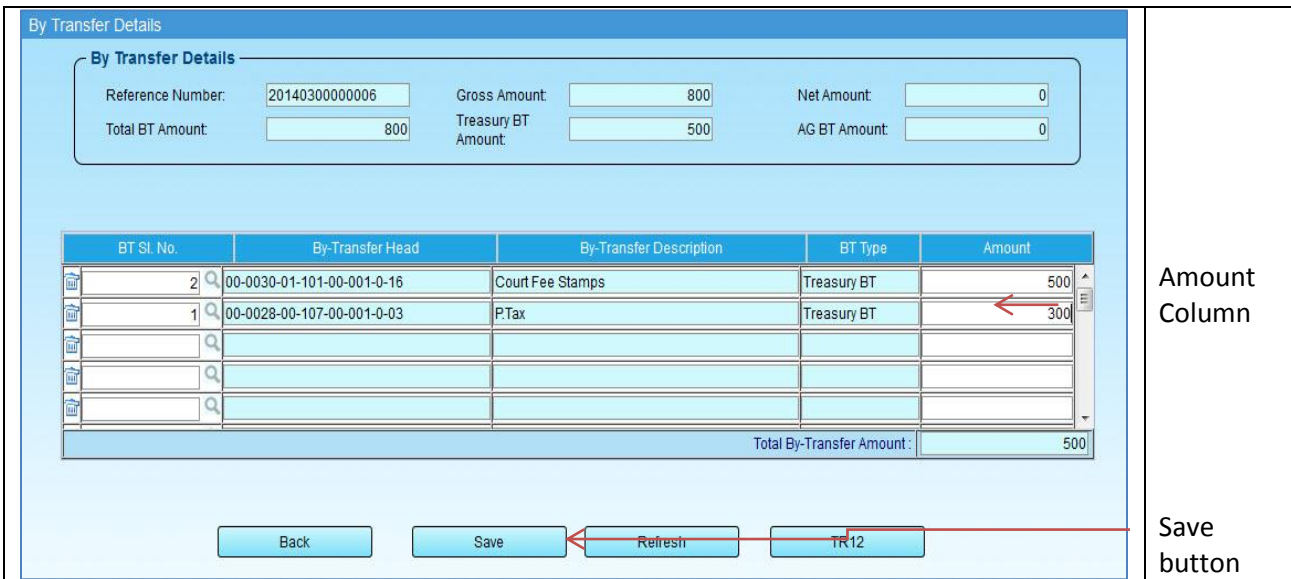 By Transfer Details
By Transfer Details
Reference Number: 20140300000006 Gross Amount: 800 Net Amount: 0
Total BT Amount: 800 Treasury BT Amount: 500 AG BT Amount: 0
BT Sl. No. By-Transfer Head By-Transfer Description BT Type Amount
2 00-0030-01-101-00-001-0-16 Court Fee Stamps Treasury BT 500
1 00-0028-00-107-00-001-0-03 P.Tax Treasury BT 300
Total By-Transfer Amount : 500
Back Save Refresh TR12
Amount
Column
Save
button